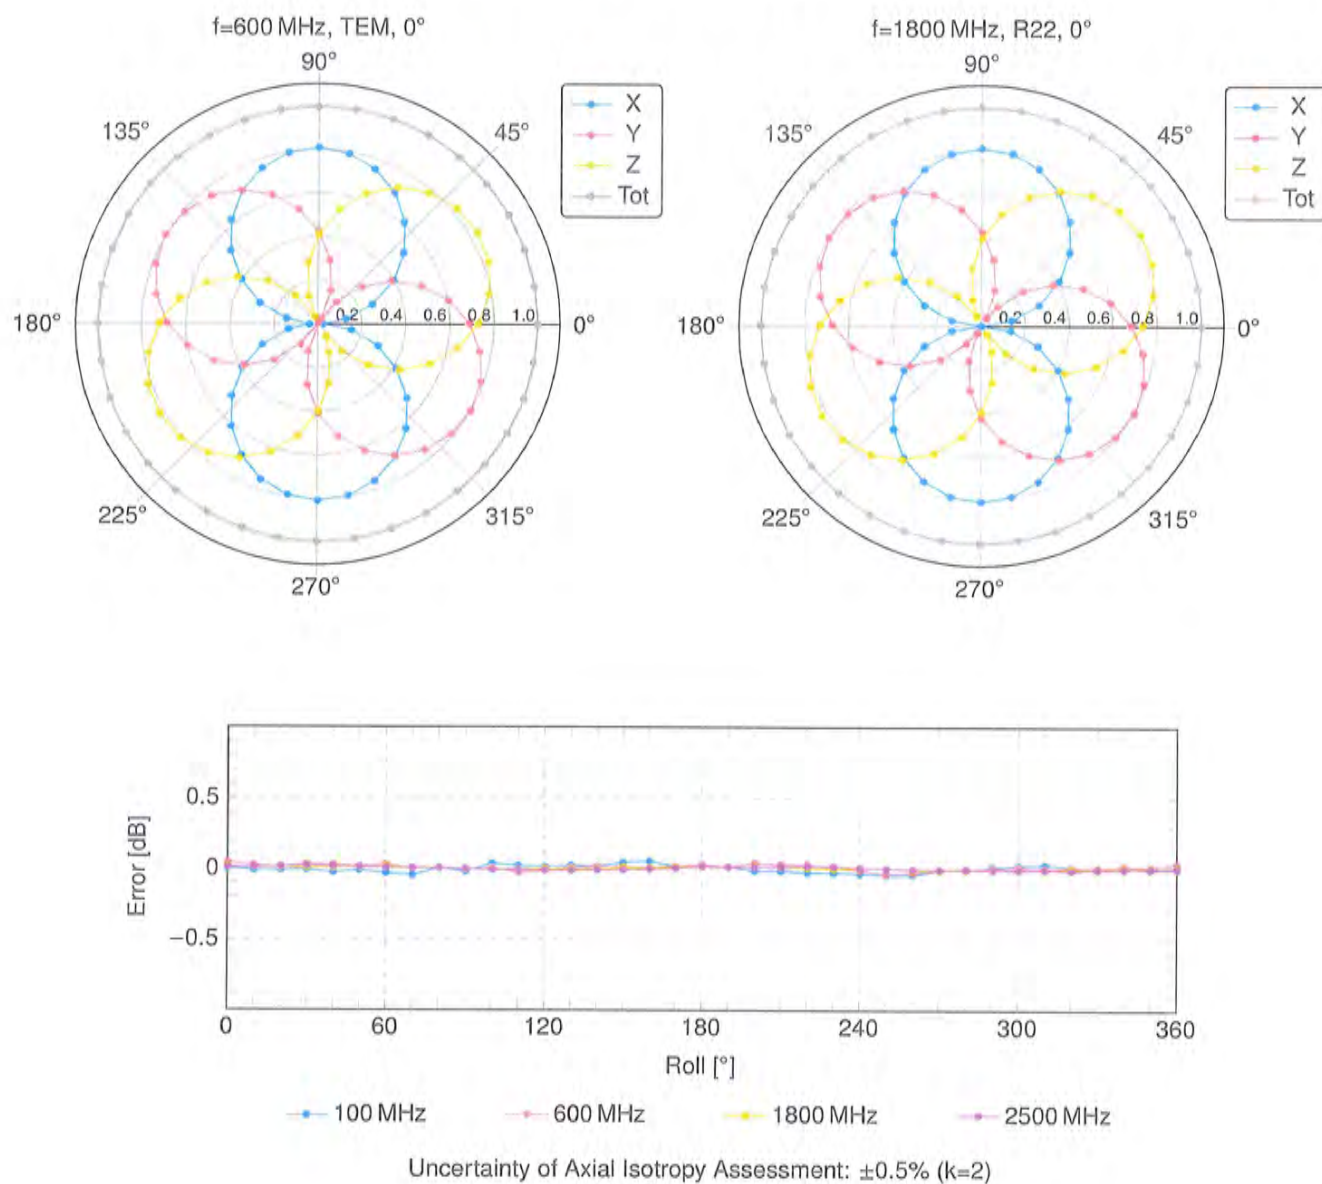 f=600 MHz, TEM, 0°
90°
135°
45°
180°
0.2 0.4 0.6 0.8 1.0
0°
225°
315°
270°
X
Y
Z
Tot
f=1800 MHz, R22, 0°
90°
135°
45°
180°
0.2 0.4 0.6 0.8 1.0
0°
225°
315°
270°
X
Y
Z
Tot
Error [dB]
0.5
0
−0.5
0 60 120 180 240 300 360
Roll [°]
100 MHz 600 MHz 1800 MHz 2500 MHz
Uncertainty of Axial Isotropy Assessment: ±0.5% (k=2)